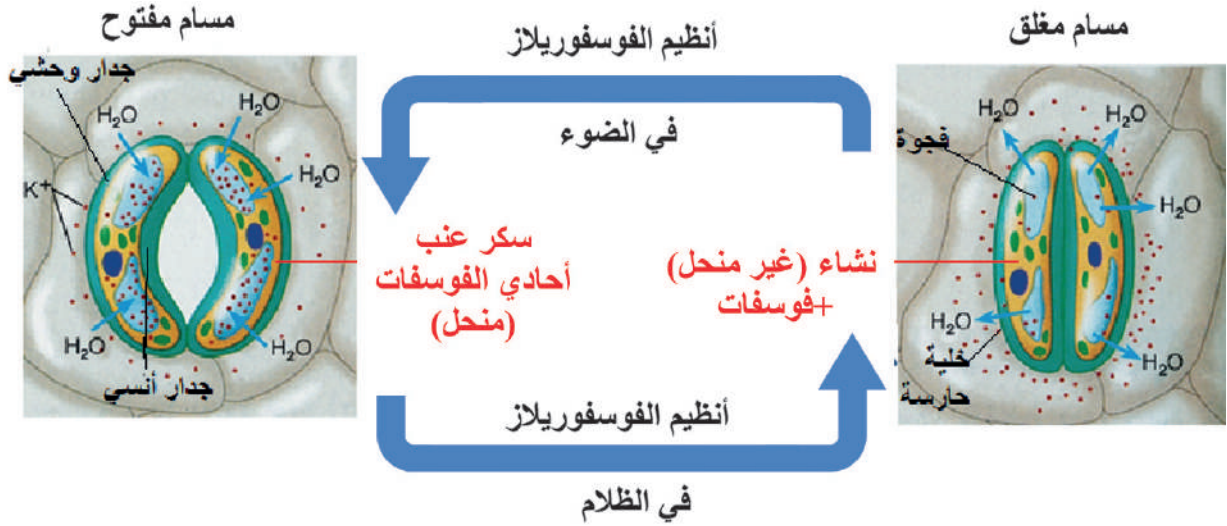 مسام مغلق
أنظيم الفوسفوريلاز
مسام مفتوح
في الضوء
جدار وحشي
H₂O
H₂O
H₂O
K⁺
H₂O
H₂O
جدار أنسي
سكر عنب
أحادي الفوسفات
(منحل)
نشاء (غير منحل)
+فوسفات
H₂O
H₂O
فجوة
H₂O
H₂O
H₂O
خلية
حارسة
أنظيم الفوسفوريلاز
في الظلام